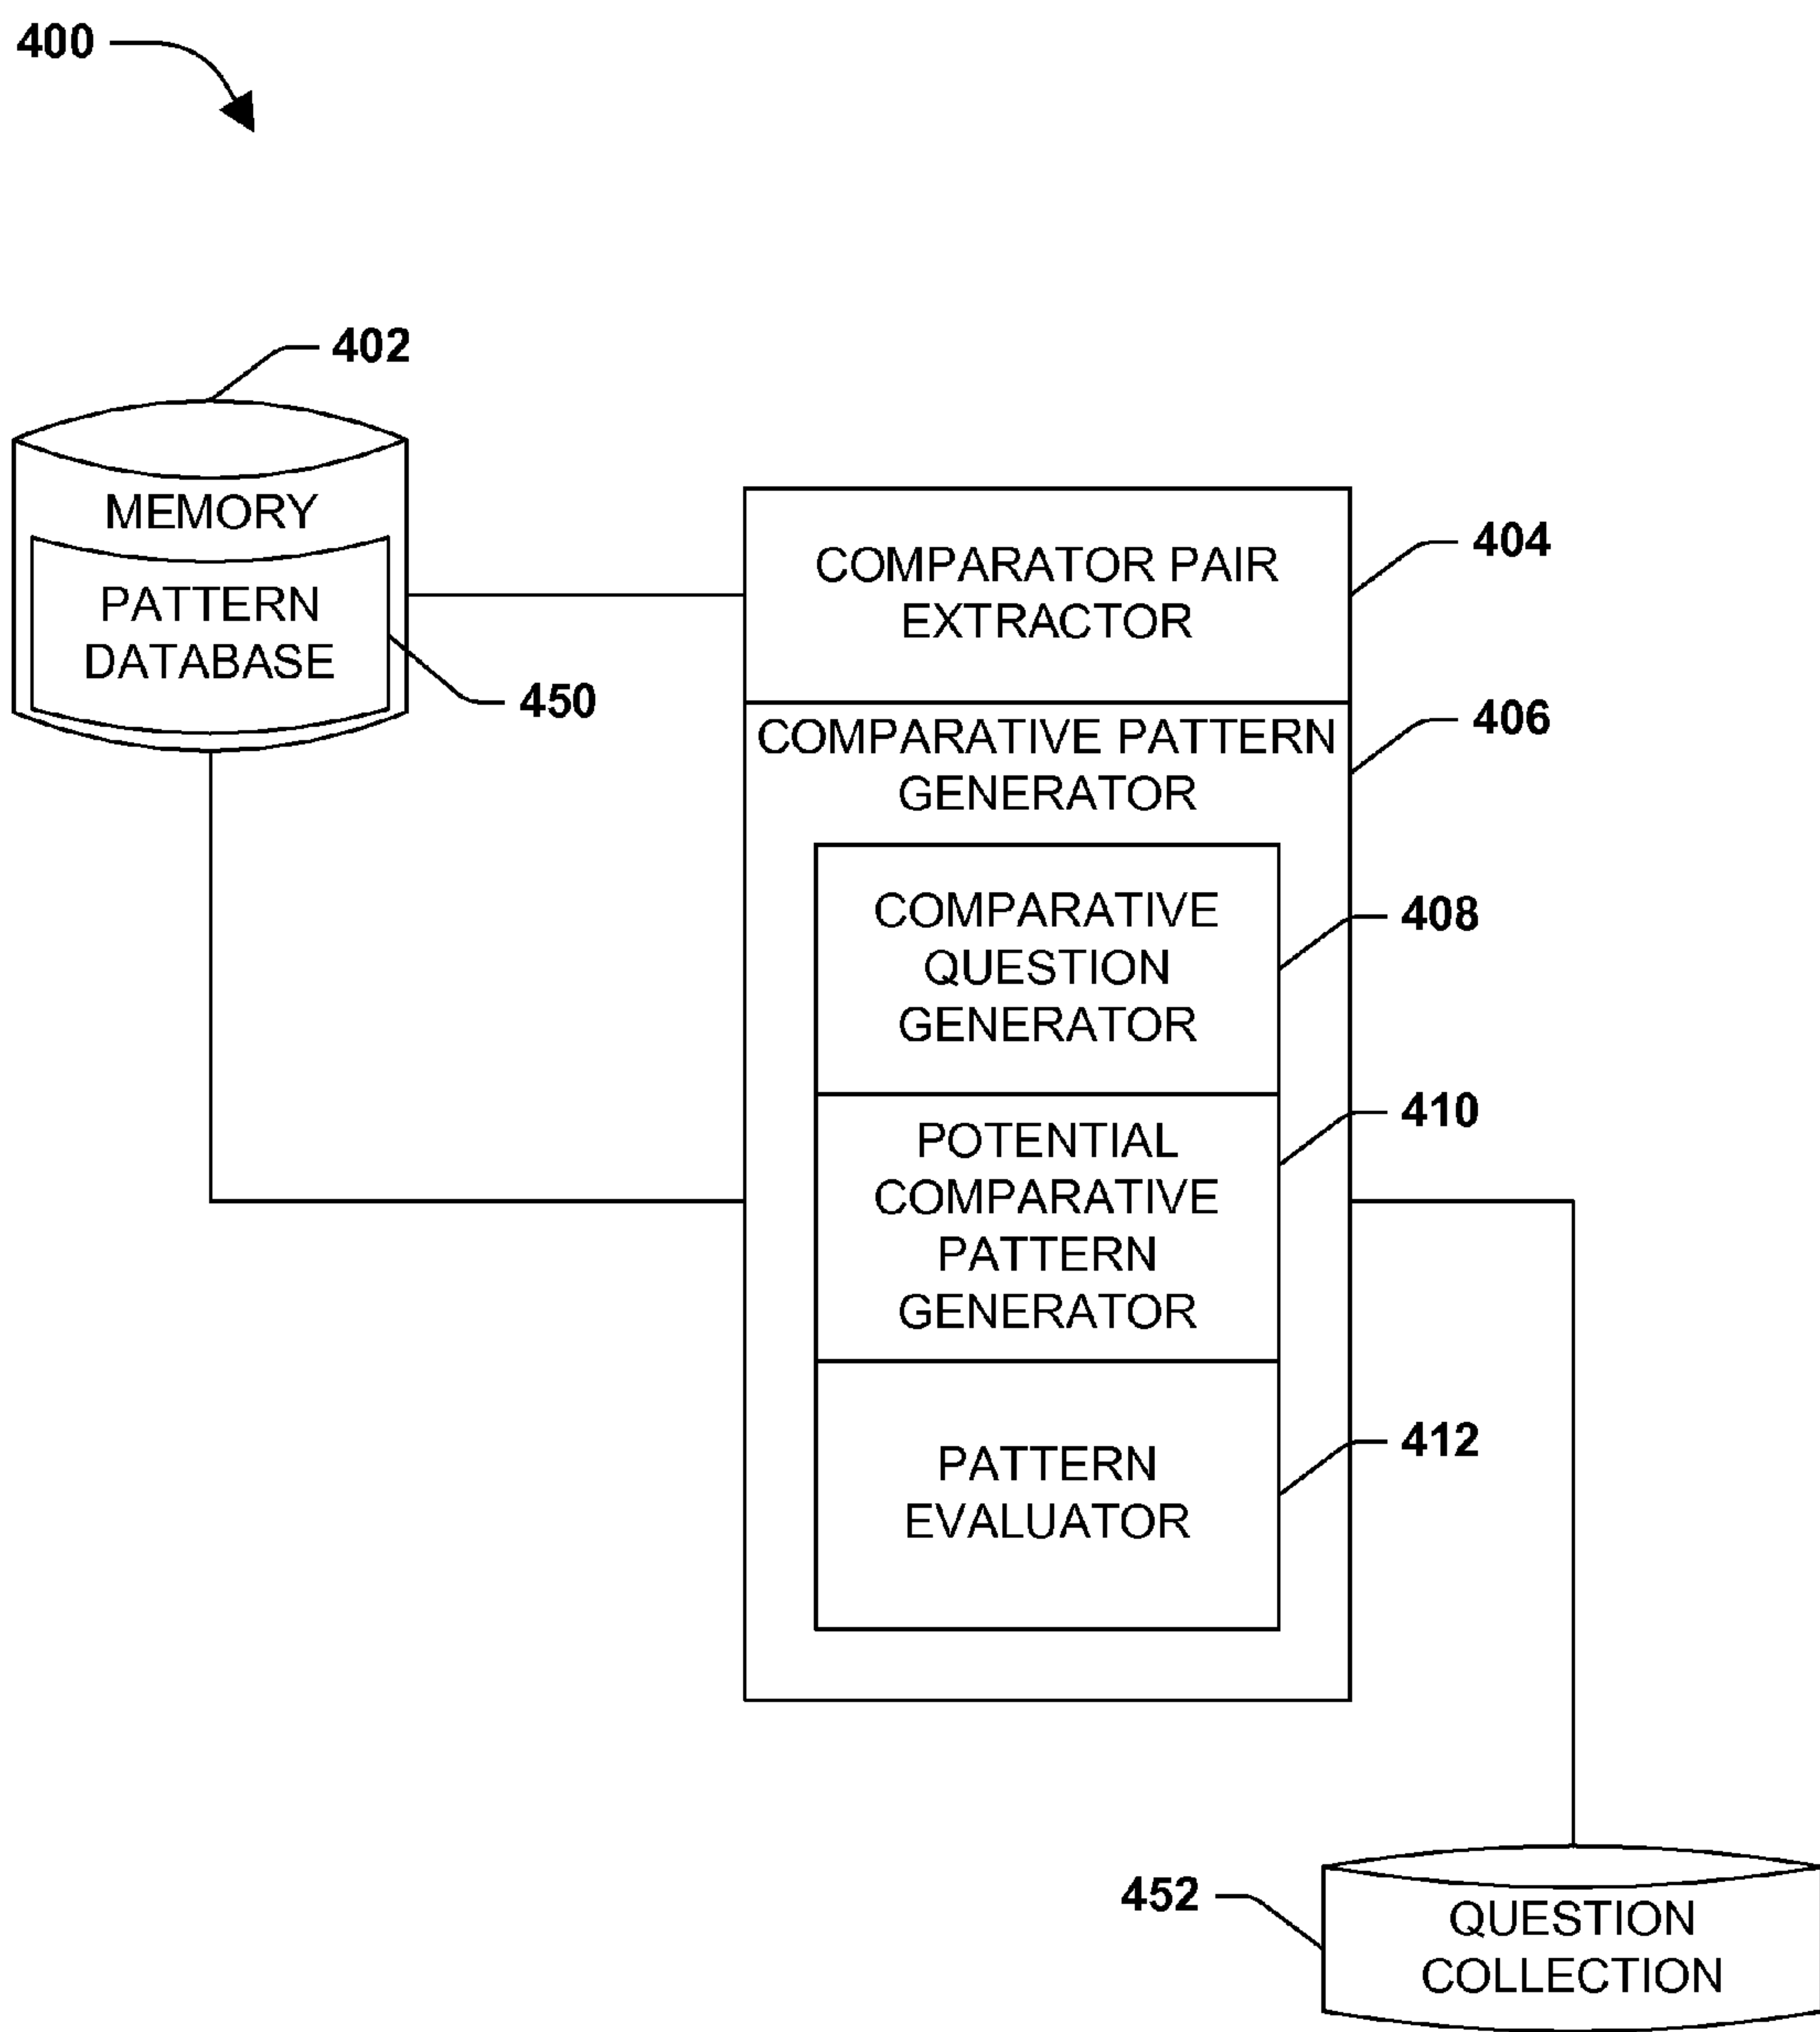 400
402
MEMORY
PATTERN
DATABASE
450
COMPARATOR PAIR
EXTRACTOR
404
COMPARATIVE PATTERN
GENERATOR
406
COMPARATIVE
QUESTION
GENERATOR
408
POTENTIAL
COMPARATIVE
PATTERN
GENERATOR
410
PATTERN
EVALUATOR
412
452
QUESTION
COLLECTION